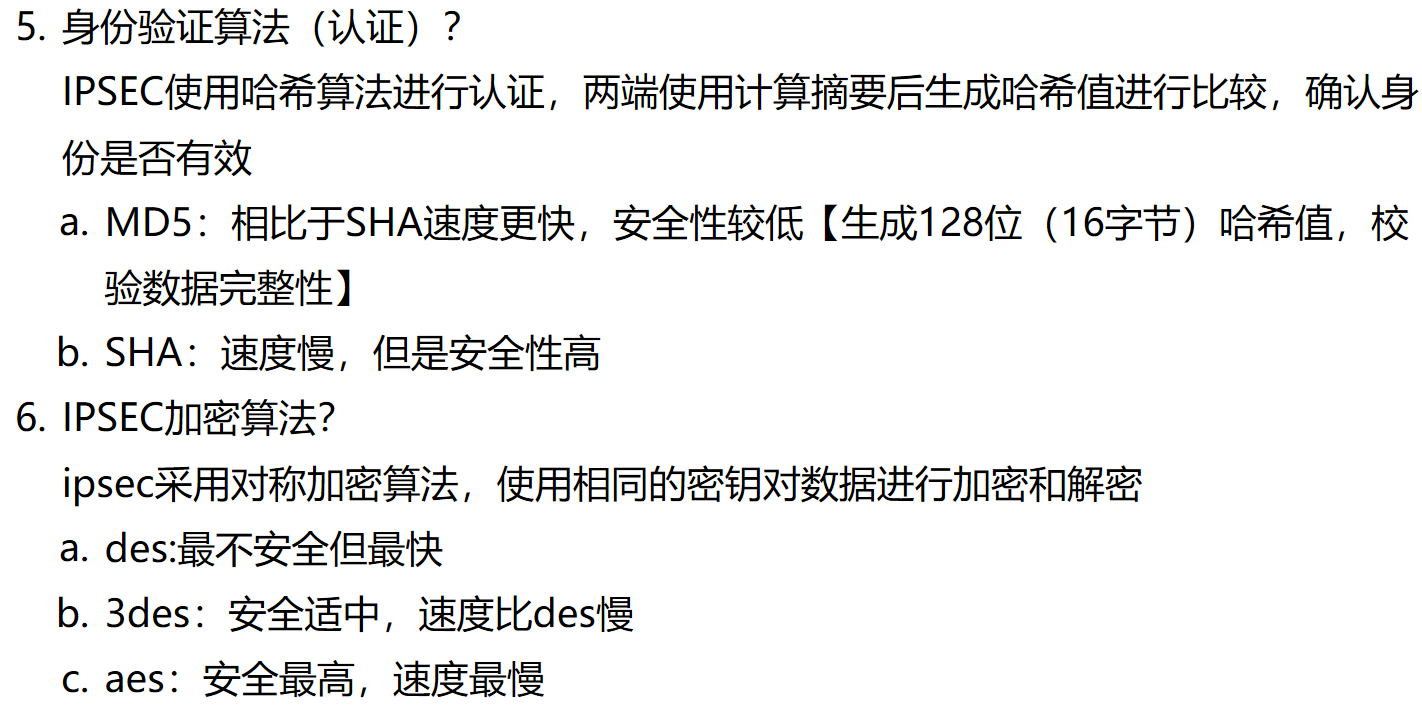 5. 身份验证算法（认证）？
IPSEC使用哈希算法进行认证，两端使用计算摘要后生成哈希值进行比较，确认身
份是否有效
a. MD5：相比于SHA速度更快，安全性较低【生成128位（16字节）哈希值，校
验数据完整性】
b. SHA：速度慢，但是安全性高
6. IPSEC加密算法？
ipsec采用对称加密算法，使用相同的密钥对数据进行加密和解密
a. des:最不安全但最快
b. 3des：安全适中，速度比des慢
c. aes：安全最高，速度最慢